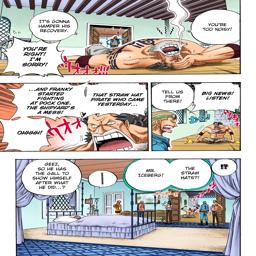 IT'S GONNA
HAMPER HIS
RECOVERY.
YOU'RE
TOO NOISY!
YOU'RE
RIGHT!
I'M
SORRY!
...AND FRANKY
STARTED
FIGHTING
AT DOCK ONE.
THE SHIPYARD'S
A MESS!
THAT STRAW HAT
PIRATE WHO CAME
YESTERDAY...
TELL US
FROM
THERE!
BIG NEWS!
LISTEN!
OHHHH!
GEEZ,
SO HE HAS
THE GALL TO
SHOW HIMSELF
AFTER WHAT
HE DID...?
!
MR.
ICEBERG!
THE
STRAW
HATS?!
!?